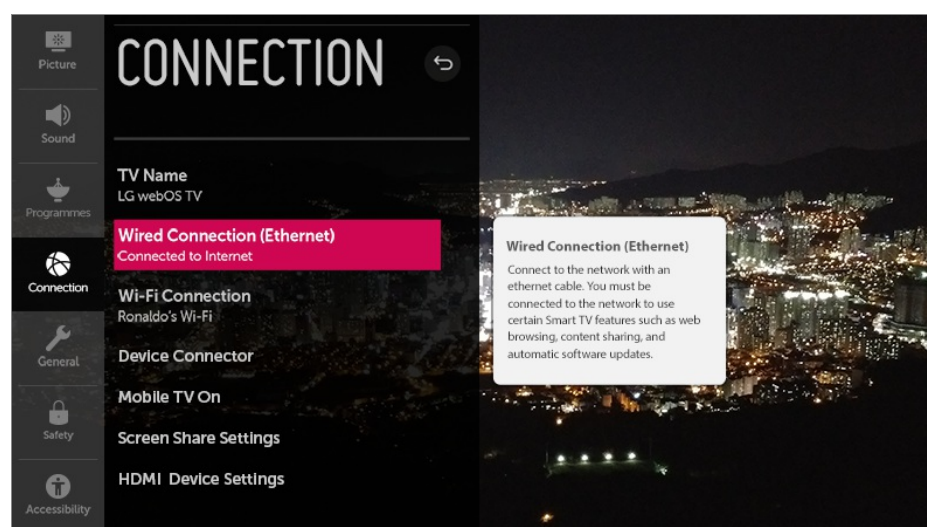 Picture
Sound
Programmes
Connection
General
Safety
Accessibility
CONNECTION
TV Name
LG webOS TV
Wired Connection (Ethernet)
Connected to Internet
Wi-Fi Connection
Ronaldo's Wi-Fi
Device Connector
Mobile TV On
Screen Share Settings
HDMI Device Settings
Wired Connection (Ethernet)
Connect to the network with an
ethernet cable. You must be
connected to the network to use
certain Smart TV features such as web
browsing, content sharing, and
automatic software updates.